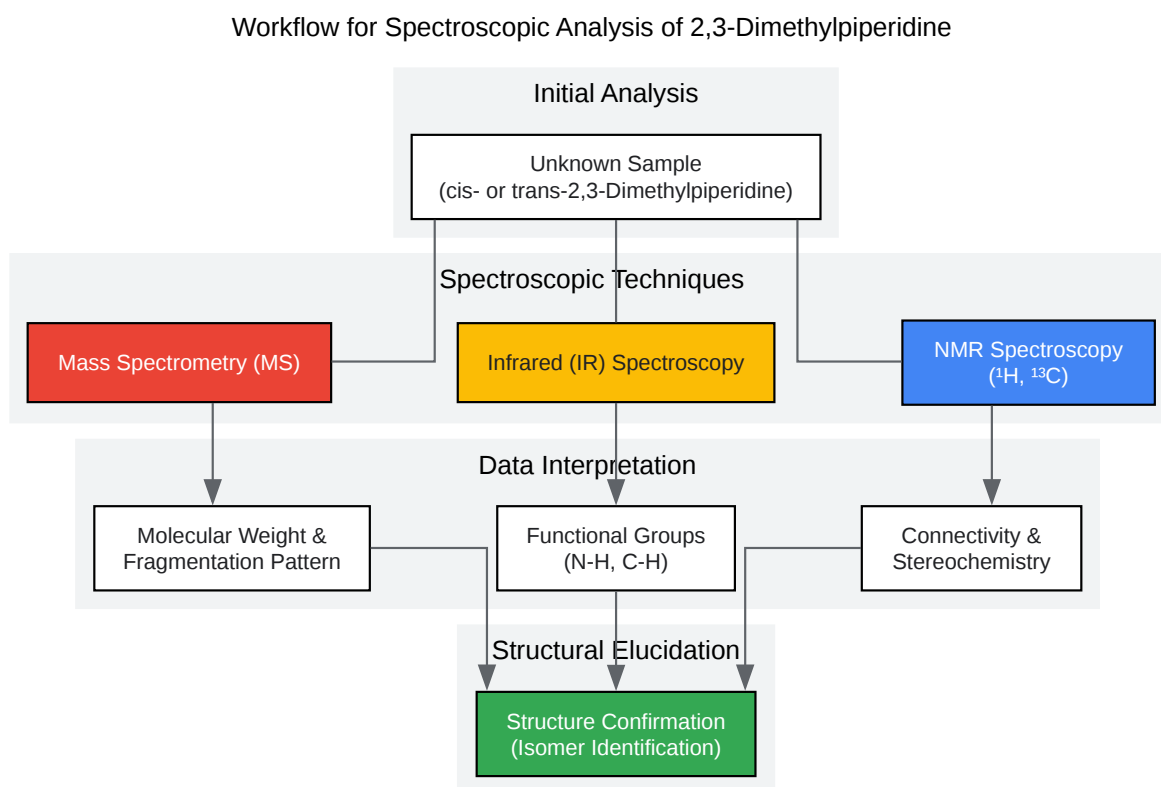 Workflow for Spectroscopic Analysis of 2,3-Dimethylpiperidine
Initial Analysis
Unknown Sample
(cis- or trans-2,3-Dimethylpiperidine)
Spectroscopic Techniques
Mass Spectrometry (MS)
Infrared (IR) Spectroscopy
NMR Spectroscopy
(¹H, ¹³C)
Data Interpretation
Molecular Weight &
Fragmentation Pattern
Functional Groups
(N-H, C-H)
Connectivity &
Stereochemistry
Structural Elucidation
Structure Confirmation
(Isomer Identification)